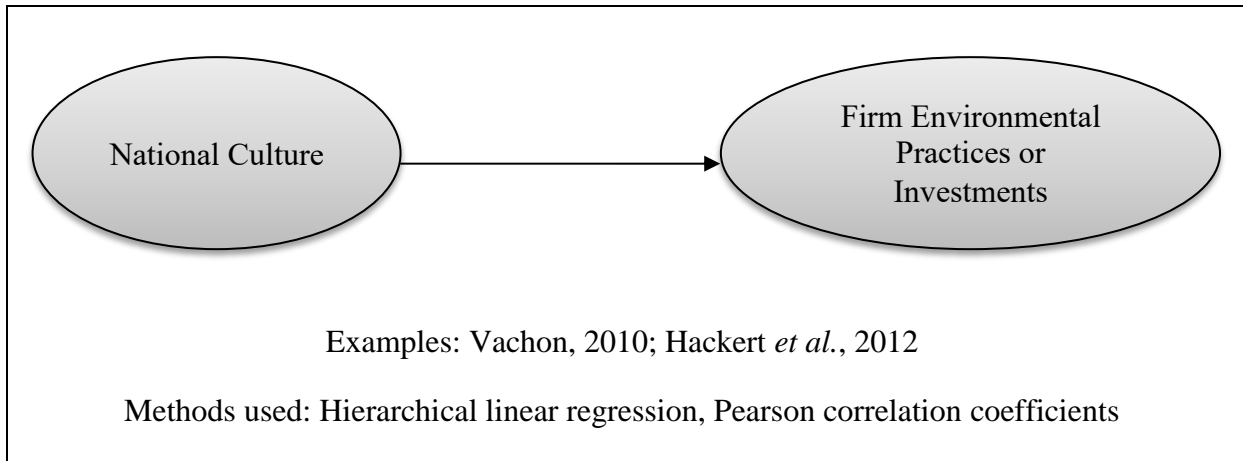 National Culture
Firm Environmental
Practices or
Investments
Examples: Vachon, 2010; Hackert et al., 2012
Methods used: Hierarchical linear regression, Pearson correlation coefficients